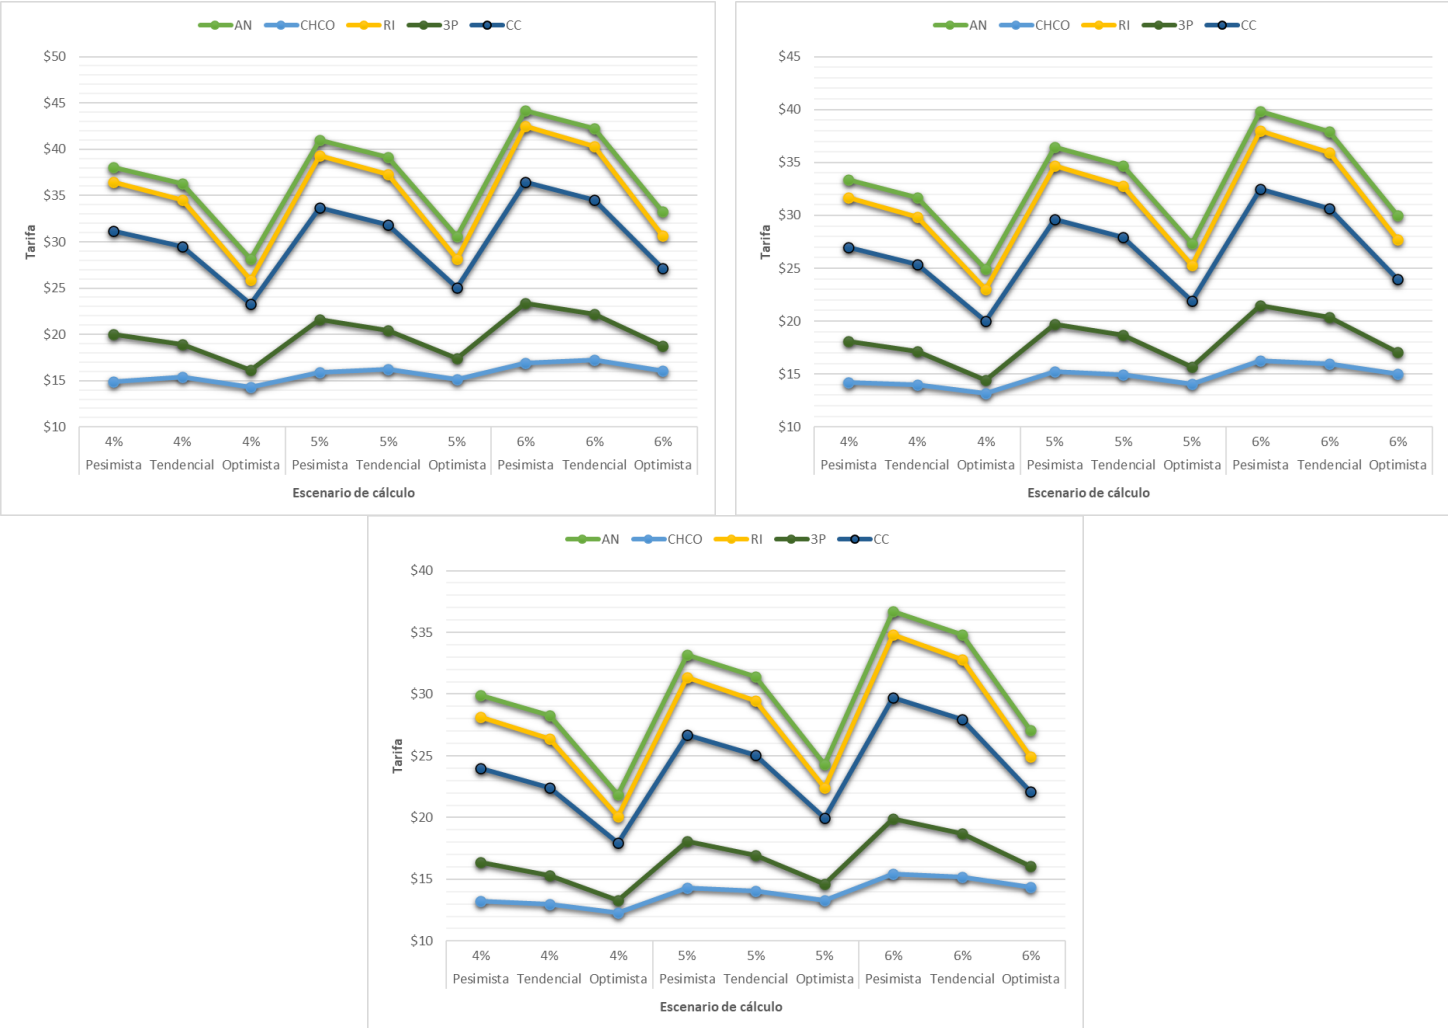 AN CHCO RI 3P CC
$50
$45
$40
$35
$30
$25
$20
$15
$10
Tarifa
4% 4% 4% 5% 5% 5% 6% 6% 6%
Pesimista Tendencial Optimista Pesimista Tendencial Optimista Pesimista Tendencial Optimista
Escenario de cálculo
AN CHCO RI 3P CC
$45
$40
$35
$30
$25
$20
$15
$10
Tarifa
4% 4% 4% 5% 5% 5% 6% 6% 6%
Pesimista Tendencial Optimista Pesimista Tendencial Optimista Pesimista Tendencial Optimista
Escenario de cálculo
AN CHCO RI 3P CC
$40
$35
$30
$25
$20
$15
$10
Tarifa
4% 4% 4% 5% 5% 5% 6% 6% 6%
Pesimista Tendencial Optimista Pesimista Tendencial Optimista Pesimista Tendencial Optimista
Escenario de cálculo